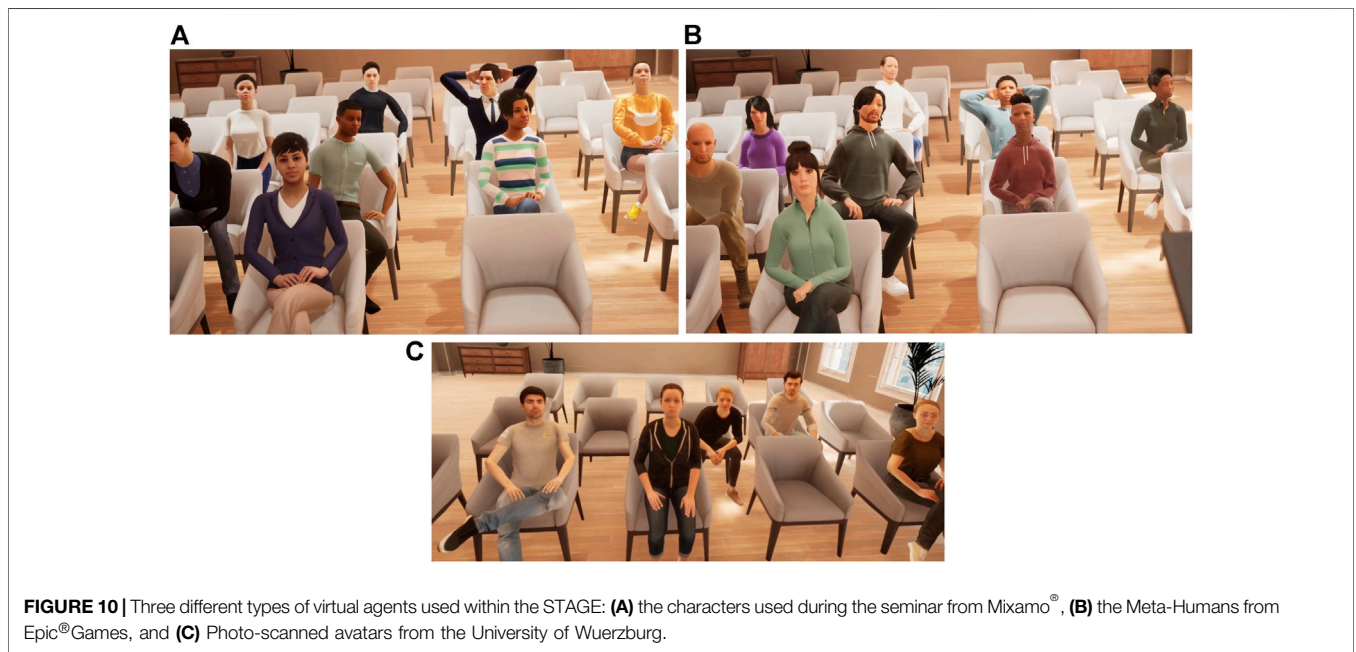 A
B
C
FIGURE 10 | Three different types of virtual agents used within the STAGE: (A) the characters used during the seminar from Mixamo®, (B) the Meta-Humans from
Epic®Games, and (C) Photo-scanned avatars from the University of Wuerzburg.